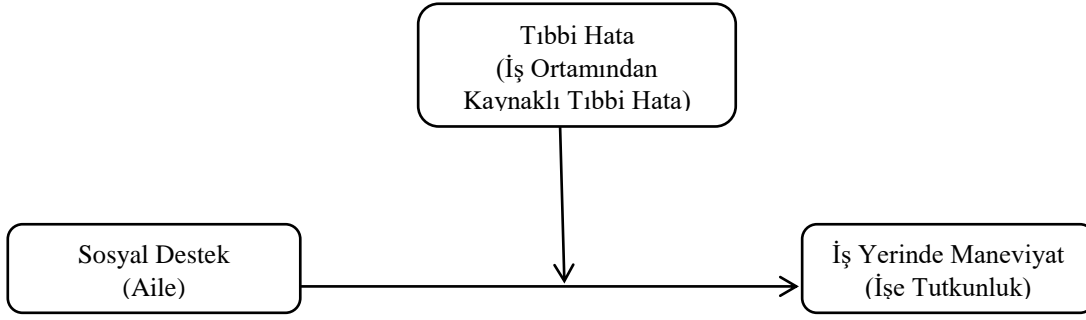 Tıbbi Hata
(İş Ortamından
Kaynaklı Tıbbi Hata)
Sosyal Destek
(Aile)
İş Yerinde Maneviyat
(İşe Tutkunluk)